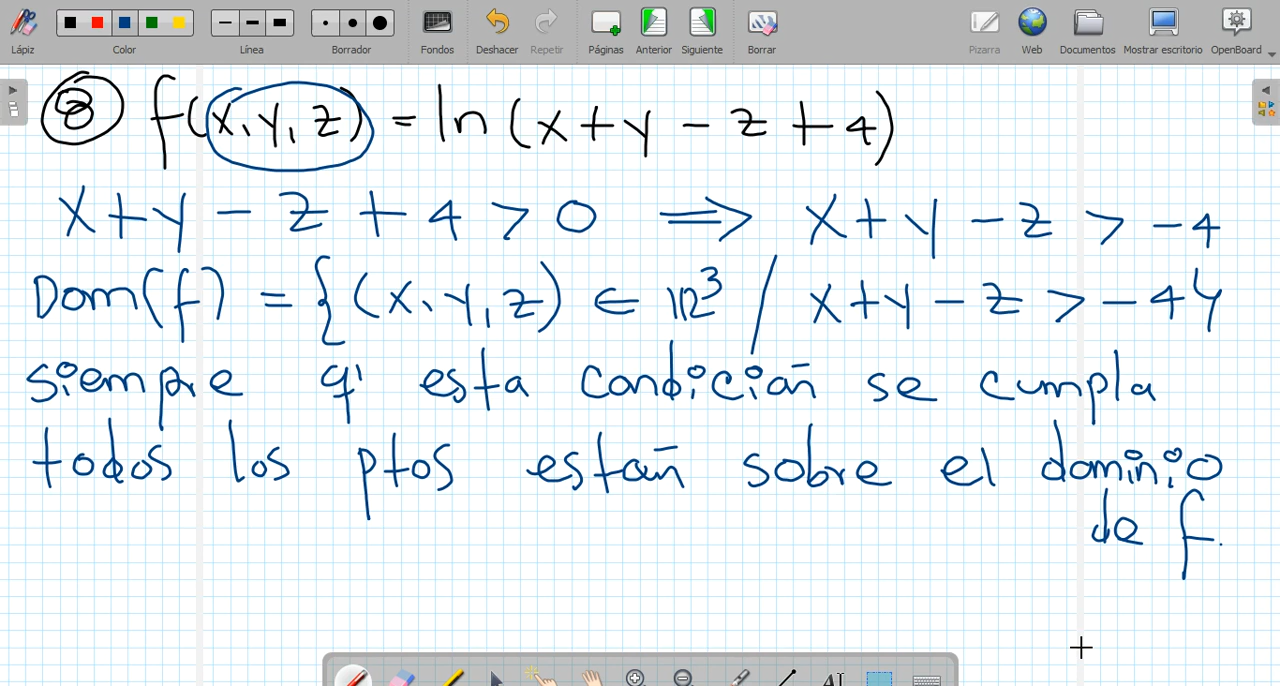 Lápiz Color Línea Borrador Fondos Deshacer Repetir Páginas Anterior Siguiente Borrar Pizarra Web Documentos Mostrar escritorio OpenBoard
f(x, y, z) = ln(x + y - z + 4)
x + y - z + 4 > 0 ⟹ x + y - z > -4
Dom(f) = {(x, y, z) ∈ ℝ³ / x + y - z > -4}
siempre q' esta condición se cumpla
todos los ptos están sobre el dominio
de f.